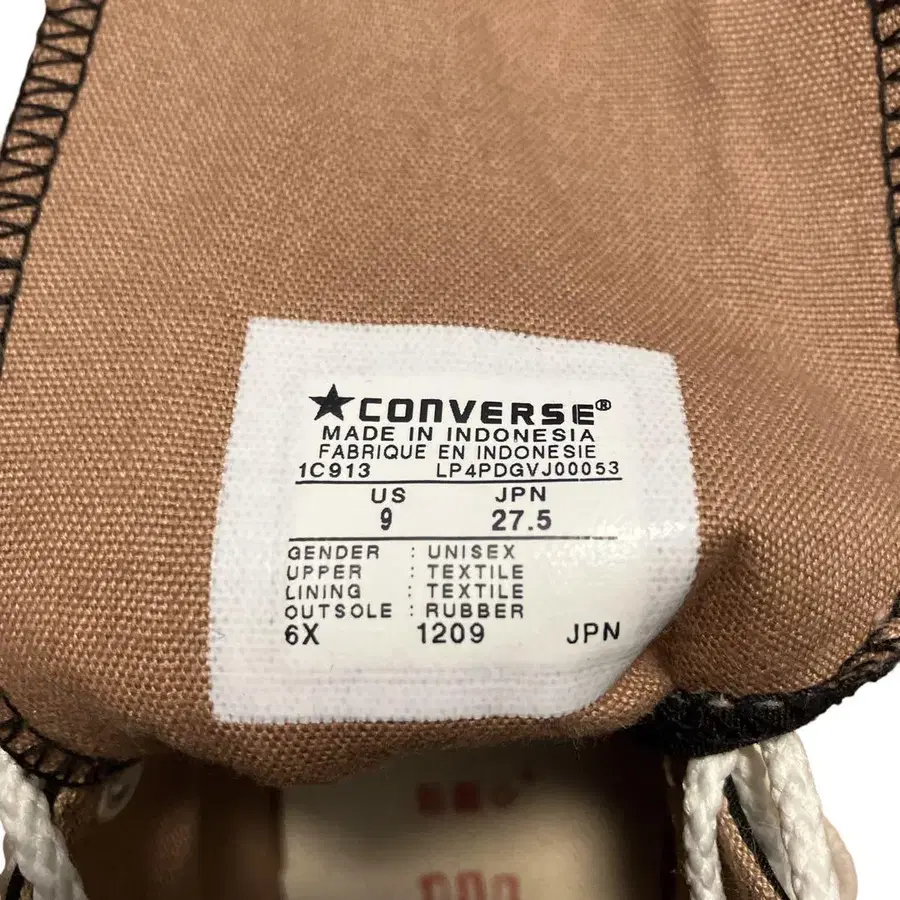 ★CONVERSE®
MADE IN INDONESIA
FABRIQUE EN INDONESIE
1C913 LP4PDGVJ00053
US JPN
9 27.5
GENDER : UNISEX
UPPER : TEXTILE
LINING : TEXTILE
OUTSOLE : RUBBER
6X 1209 JPN